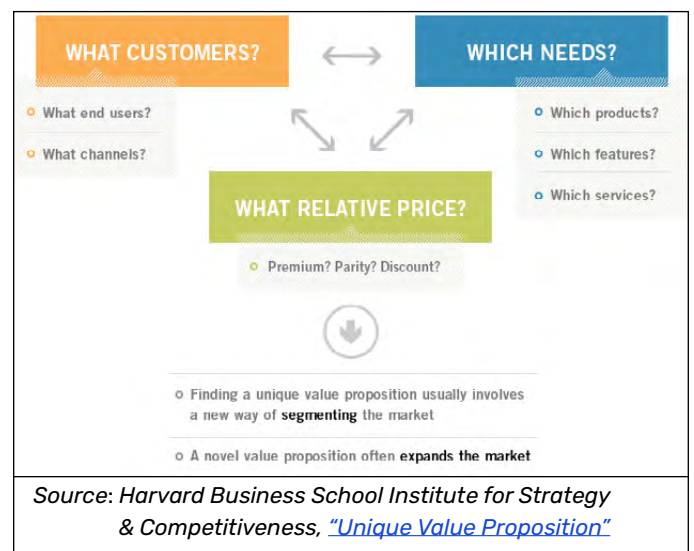 WHAT CUSTOMERS?
WHICH NEEDS?
What end users?
What channels?
Which products?
Which features?
Which services?
WHAT RELATIVE PRICE?
Premium? Parity? Discount?
Finding a unique value proposition usually involves
a new way of segmenting the market
A novel value proposition often expands the market
Source: Harvard Business School Institute for Strategy
& Competitiveness, “Unique Value Proposition”